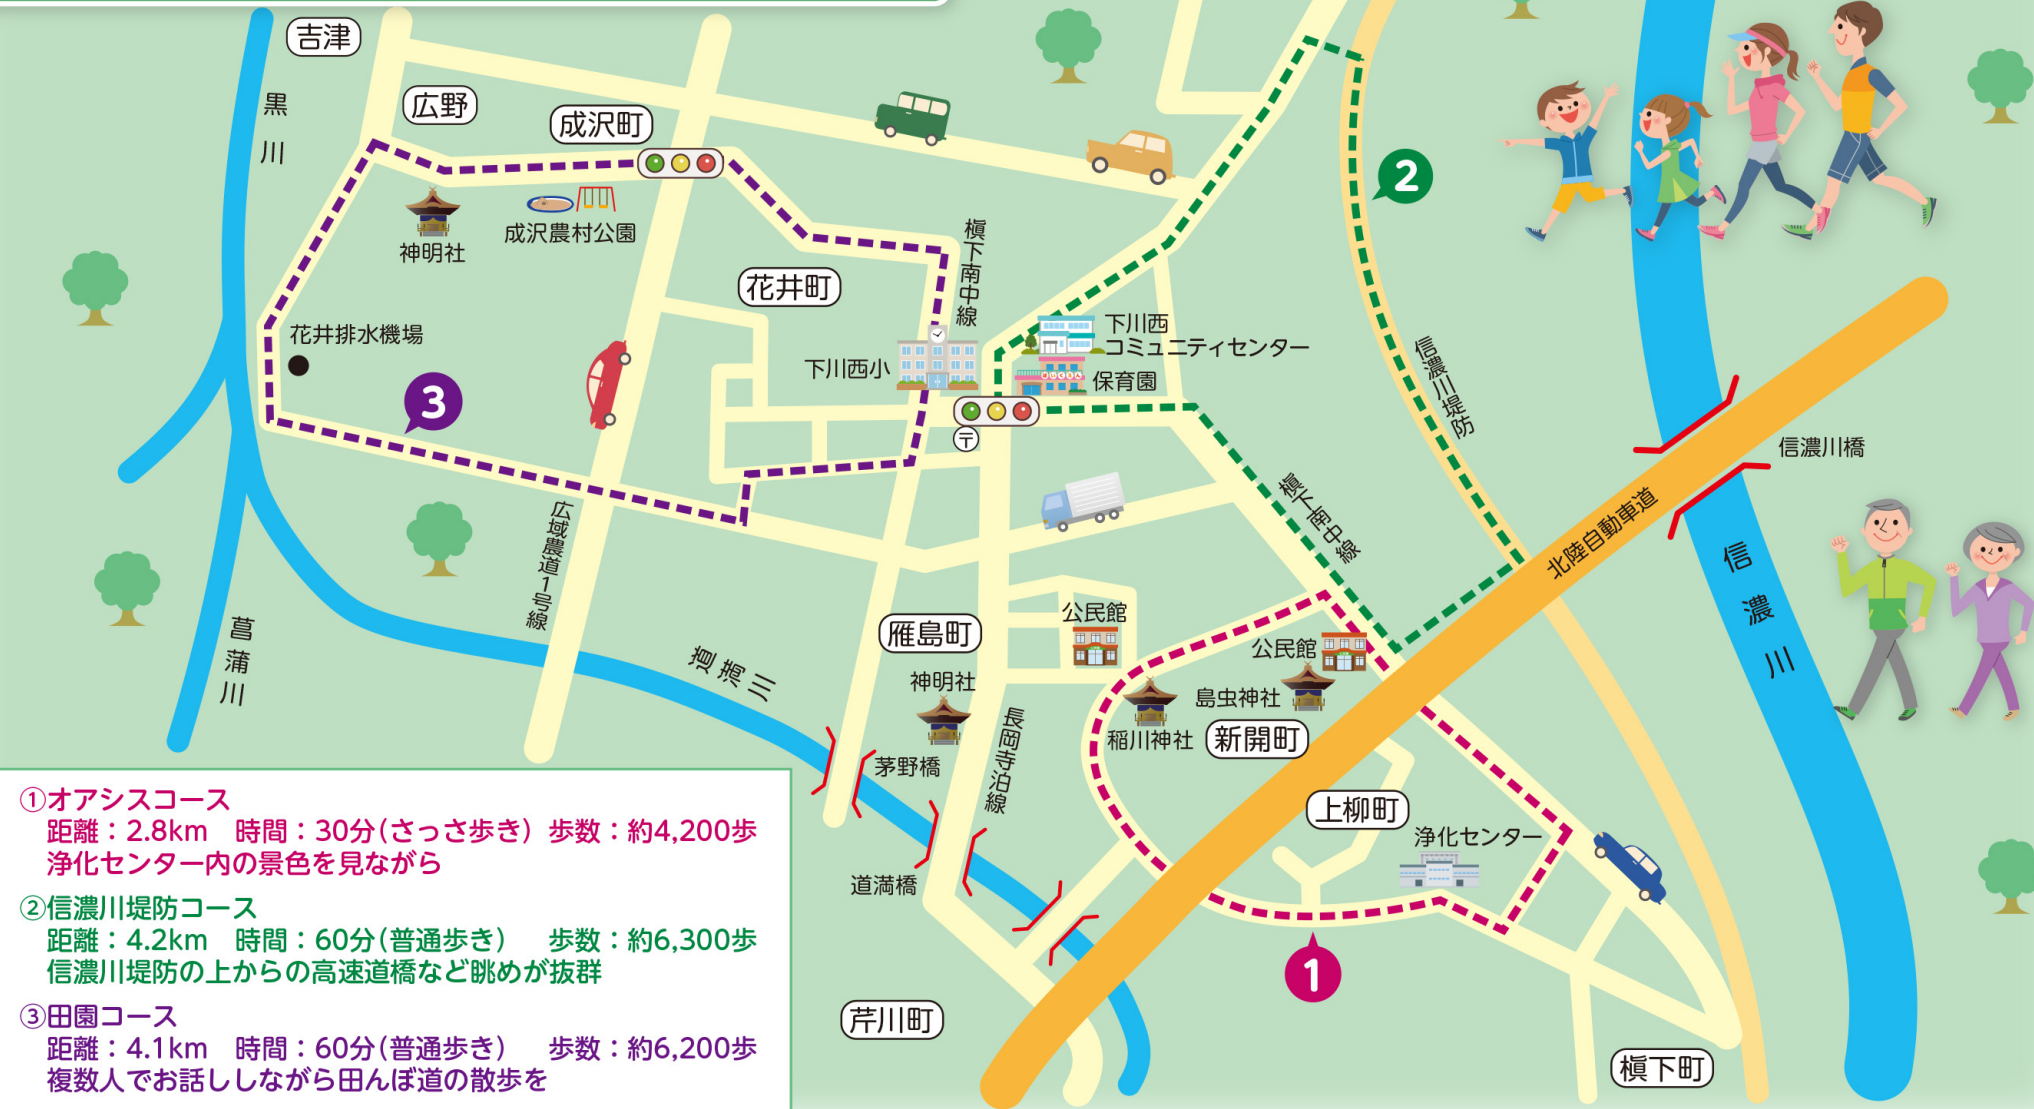 吉津
黒川
広野
成沢町
神明社
成沢農村公園
2
槇下南中線
花井町
花井排水機場
下川西小
下川西
コミュニティセンター
保育園
〒
3
信濃川堤防
信濃川橋
槇下南中線
北陸自動車道
広域農道1号線
信濃川
菖蒲川
雁島町
公民館
公民館
神明社
島虫神社
稲川神社
新開町
長岡寺泊線
茅野橋
上柳町
浄化センター
道満橋
1
芹川町
槇下町
①オアシスコース
距離：2.8km 時間：30分(さっさ歩き) 歩数：約4,200歩
浄化センター内の景色を見ながら
②信濃川堤防コース
距離：4.2km 時間：60分(普通歩き) 歩数：約6,300歩
信濃川堤防の上からの高速道橋など眺めが抜群
③田園コース
距離：4.1km 時間：60分(普通歩き) 歩数：約6,200歩
複数人でお話ししながら田んぼ道の散歩を